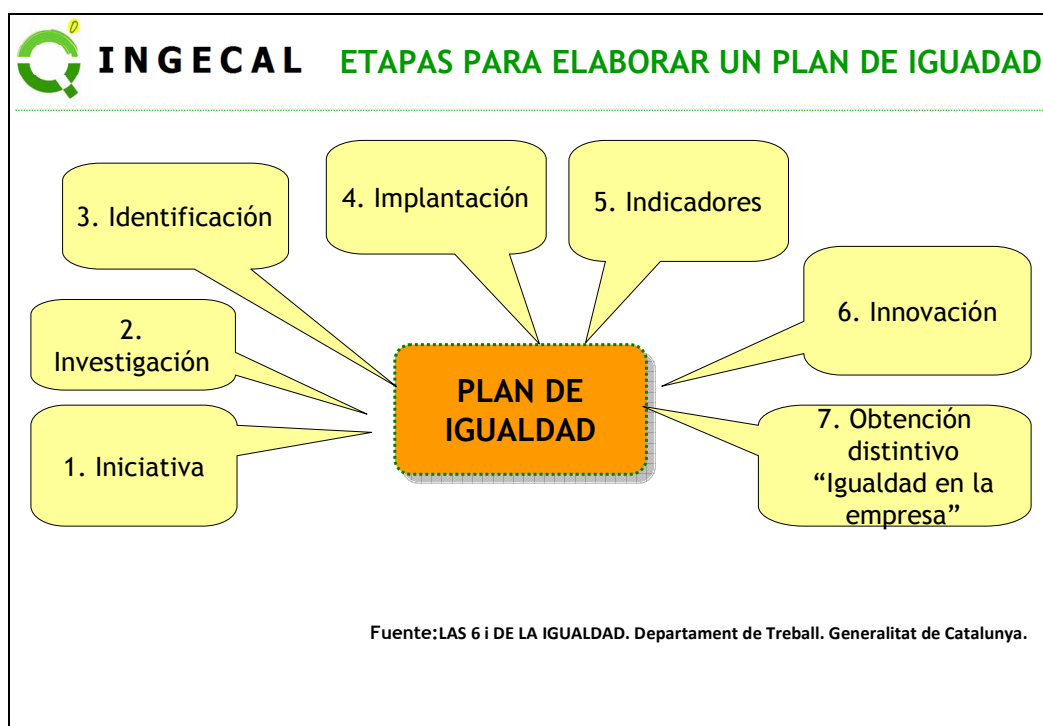 INGECAL ETAPAS PARA ELABORAR UN PLAN DE IGUADAD
3. Identificación
4. Implantación
5. Indicadores
2.
Investigación
6. Innovación
PLAN DE
IGUALDAD
1. Iniciativa
7. Obtención
distintivo
“Igualdad en la
empresa”
Fuente:LAS 6 i DE LA IGUALDAD. Departament de Treball. Generalitat de Catalunya.